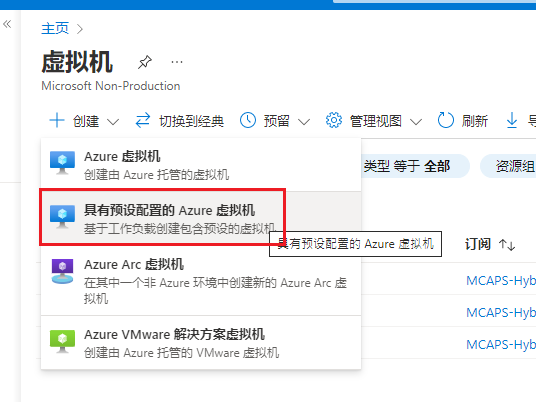 «
主页 >
虚拟机
...
Microsoft Non-Production
创建
切换到经典
预留
管理视图
刷新
Azure 虚拟机
创建由 Azure 托管的虚拟机
类型 等于 全部
资源组
具有预设配置的 Azure 虚拟机
基于工作负载创建包含预设的虚拟机
具有预设配置的 Azure 虚拟机
订阅
Azure Arc 虚拟机
在其中一个非 Azure 环境中创建新的 Azure Arc 虚
拟机
MCAPS-Hyb
MCAPS-Hyb
Azure VMware 解决方案虚拟机
创建由 Azure 托管的 VMware 虚拟机
MCAPS-Hyb